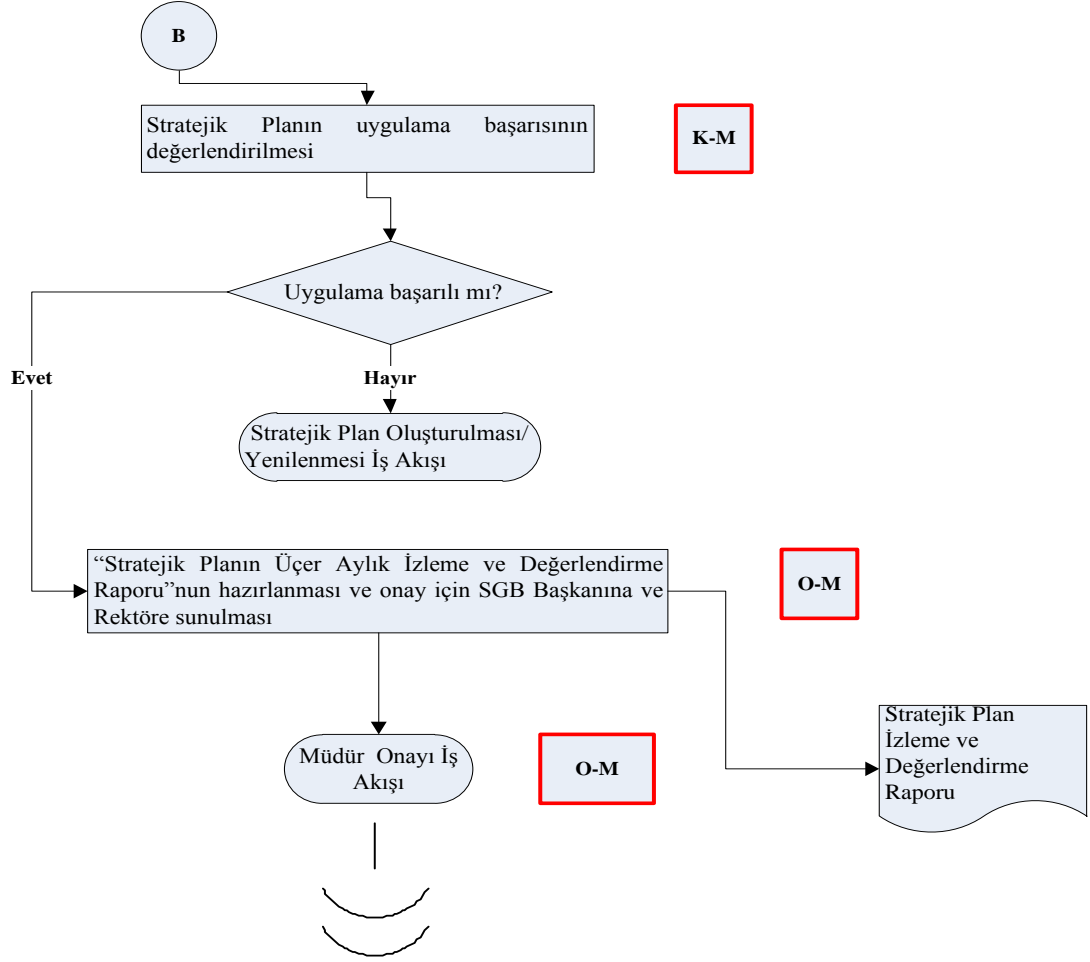 B
Stratejik Planın uygulama başarısının
değerlendirilmesi
K-M
Uygulama başarılı mı?
Evet
Hayır
Stratejik Plan Oluşturulması/
Yenilenmesi İş Akışı
“Stratejik Planın Üçer Aylık İzleme ve Değerlendirme
Raporu”nun hazırlanması ve onay için SGB Başkanına ve
Rektöre sunulması
O-M
Müdür Onayı İş
Akışı
O-M
Stratejik Plan
İzleme ve
Değerlendirme
Raporu